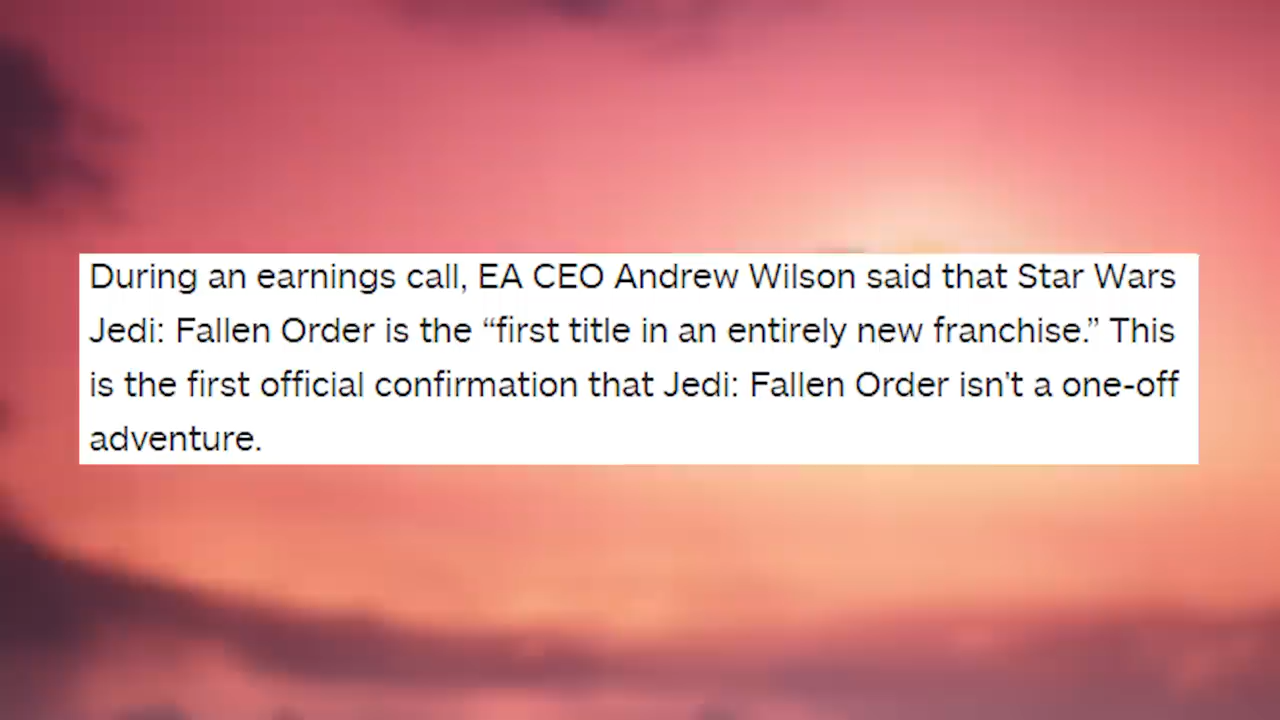 During an earnings call, EA CEO Andrew Wilson said that Star Wars
Jedi: Fallen Order is the “first title in an entirely new franchise.” This
is the first official confirmation that Jedi: Fallen Order isn’t a one-off
adventure.